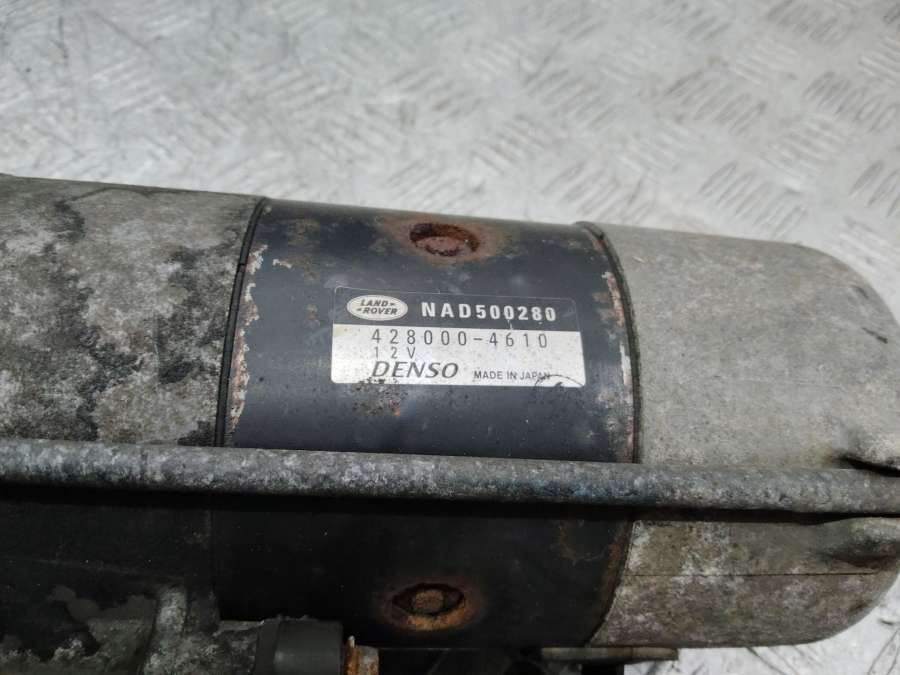 LAND-
-ROVER
NAD500280
428000-4610
12V
DENSO MADE IN JAPAN